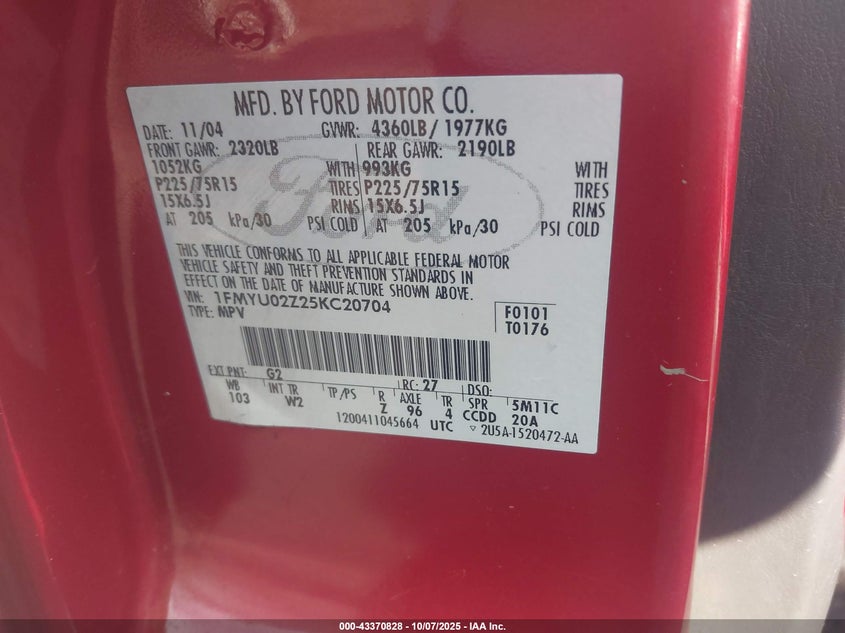 MFD. BY FORD MOTOR CO.
DATE: 11/04 GVWR: 4360LB/ 1977KG
FRONT GAWR: 2320LB REAR GAWR: 2190LB
1052KG WITH 993KG WITH
P225/75R15 TIRES P225/75R15 TIRES
15X6.5J RIMS 15X6.5J RIMS
AT 205 kPa/30 PSI COLD AT 205 kPa/30 PSI COLD
Ford
THIS VEHICLE CONFORMS TO ALL APPLICABLE FEDERAL MOTOR
VEHICLE SAFETY AND THEFT PREVENTION STANDARDS IN
EFFECT ON THE DATE OF MANUFACTURE SHOWN ABOVE.
VIN: 1FMYU02Z25KC20704
TYPE: MPV
F0101
T0176
EXT PNT: G2 RC: 27 DSO:
WB INT TR TP/PS R AXLE TR SPR 5M11C
103 W2 Z 96 4 CCDD 20A
1200411045664 UTC ▽ 2U5A-1520472-AA
000-43370828 - 10/07/2025 - IAA Inc.